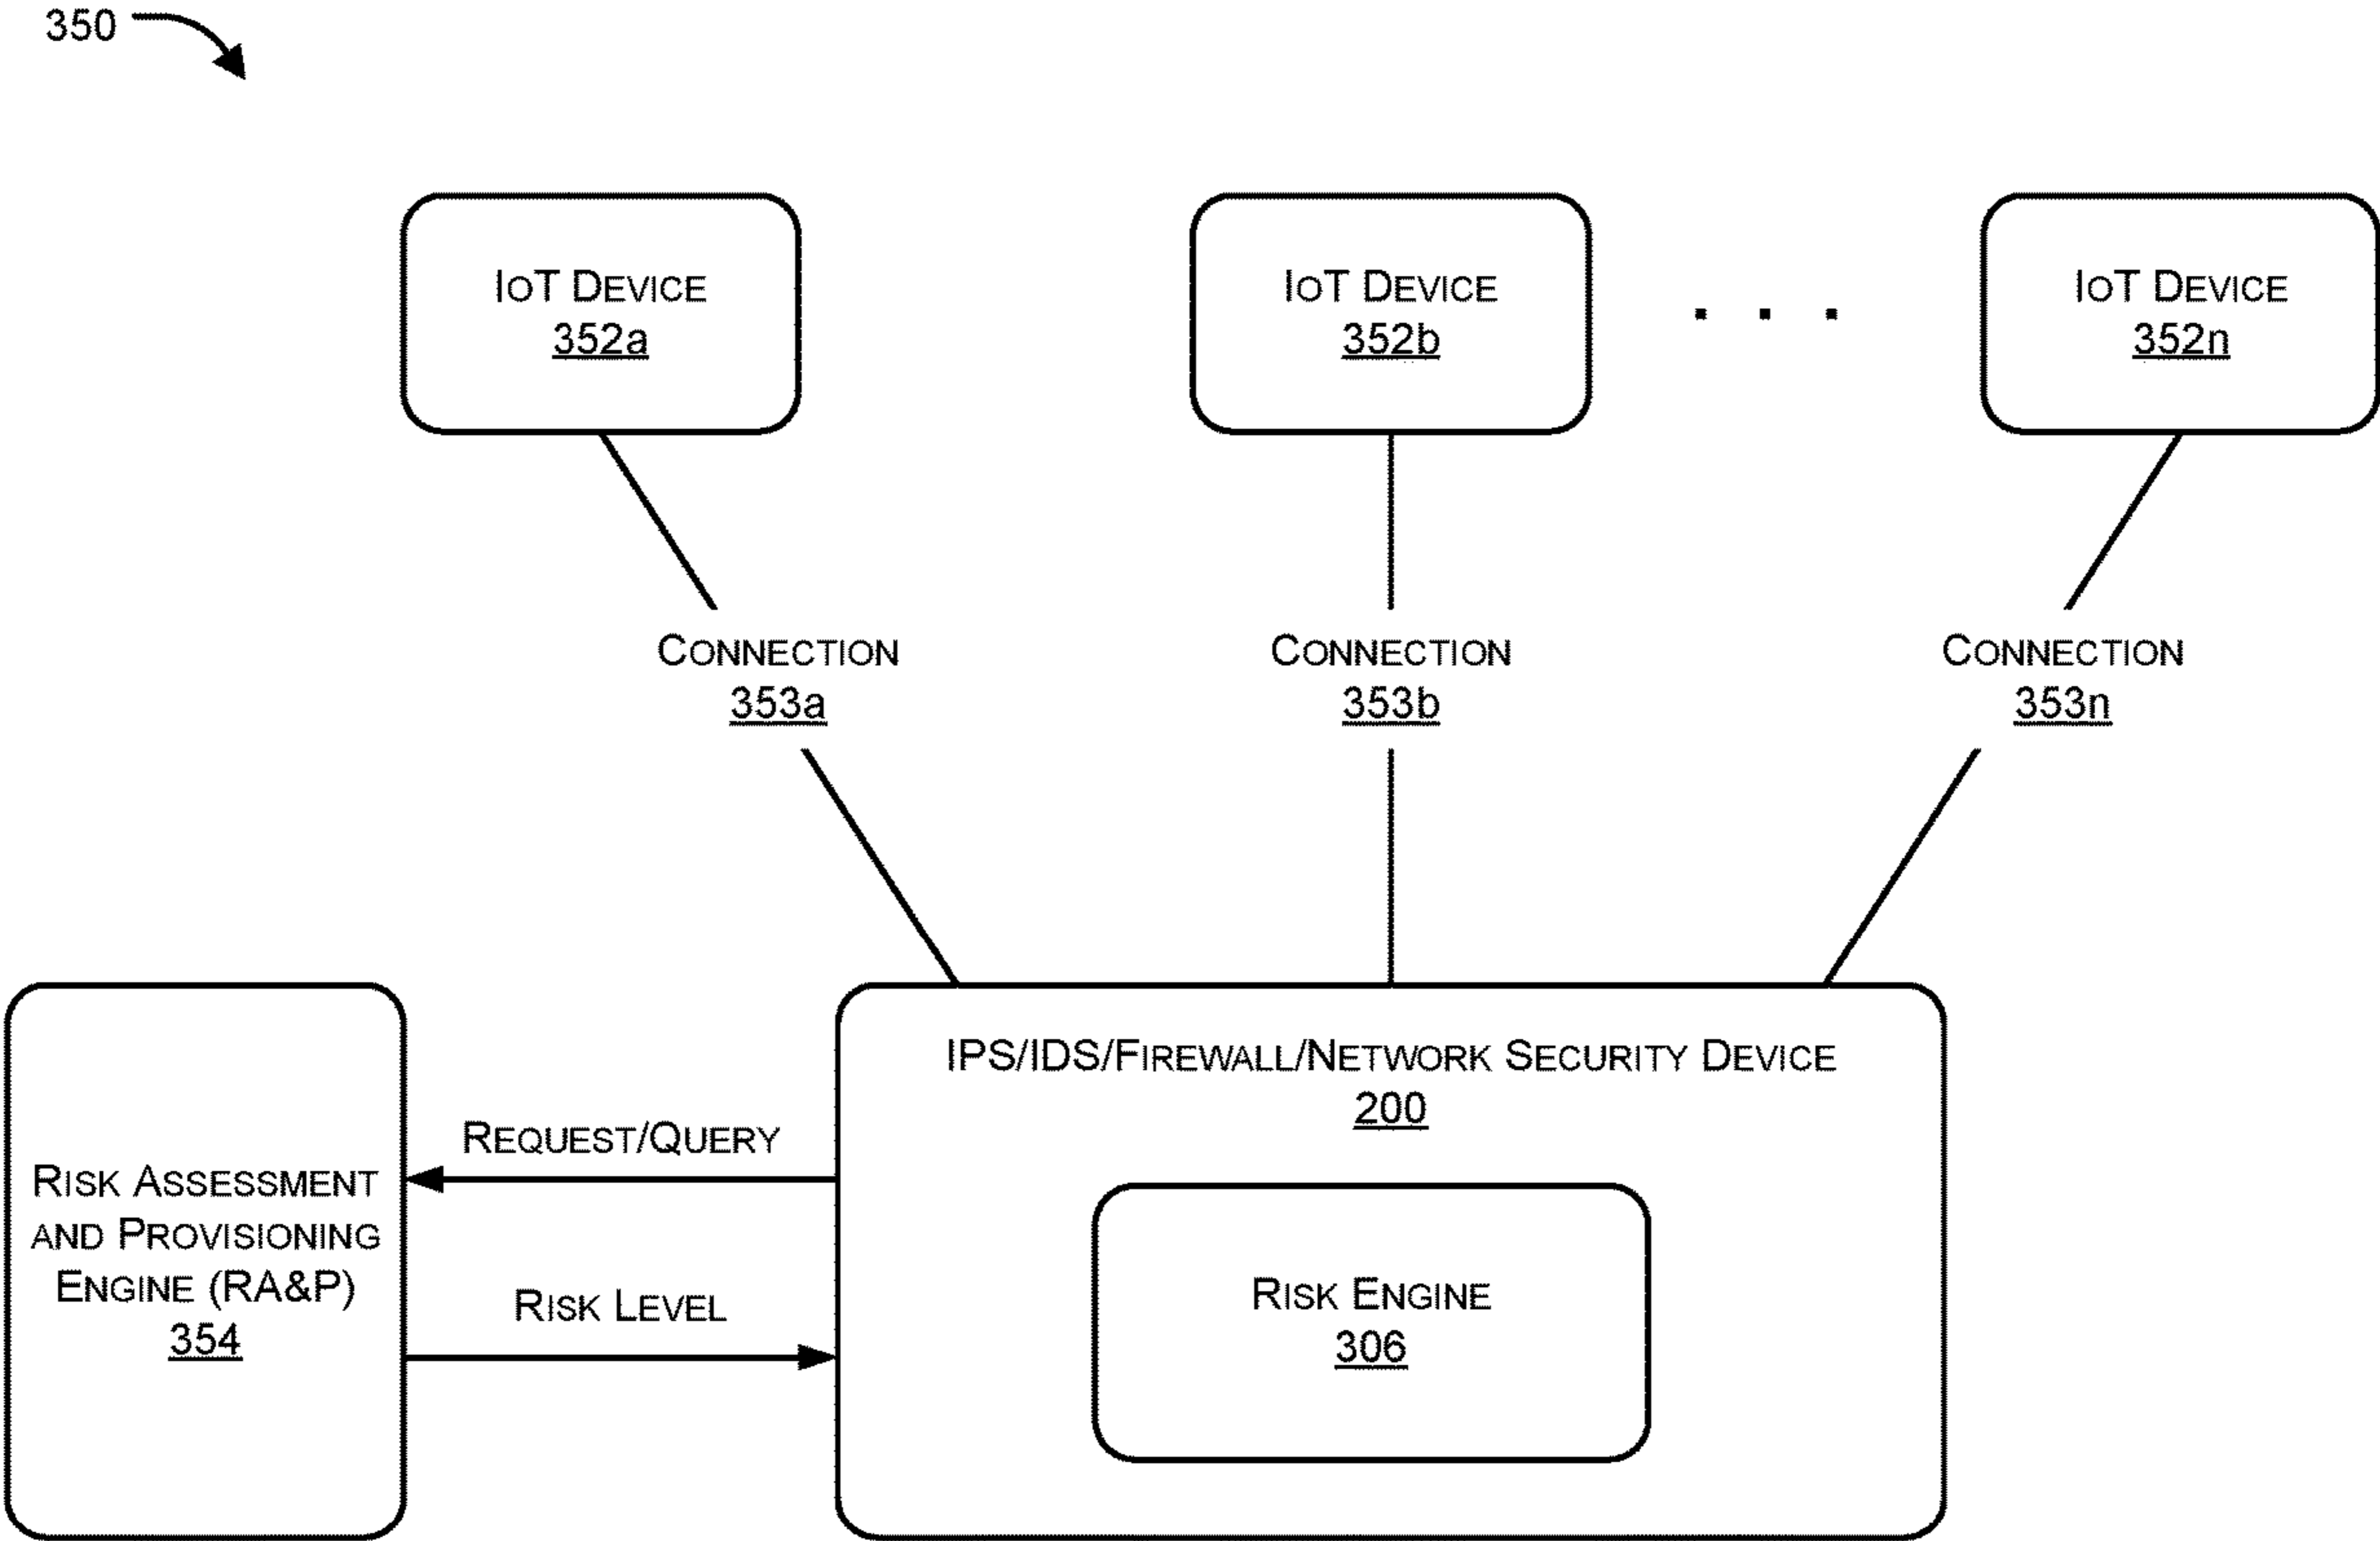 350
IoT Device
352a
IoT Device
352b
. . .
IoT Device
352n
Connection
353a
Connection
353b
Connection
353n
IPS/IDS/Firewall/Network Security Device
200
Request/Query
Risk Level
Risk Assessment
and Provisioning
Engine (RA&P)
354
Risk Engine
306